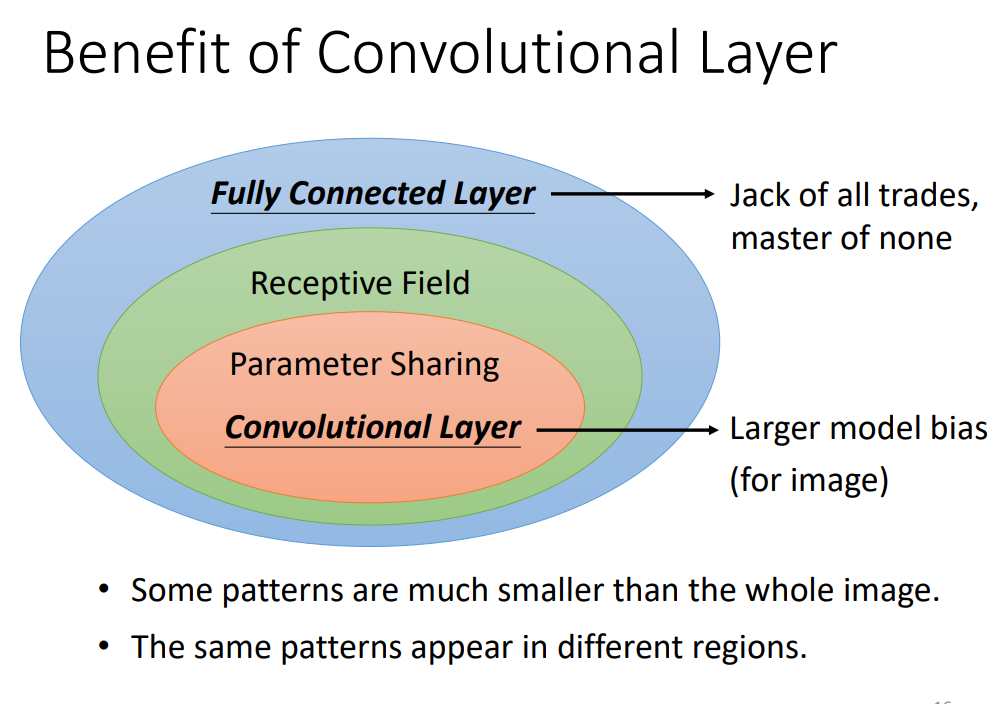 Benefit of Convolutional Layer
Fully Connected Layer
Jack of all trades,
master of none
Receptive Field
Parameter Sharing
Convolutional Layer
Larger model bias
(for image)
• Some patterns are much smaller than the whole image.
• The same patterns appear in different regions.